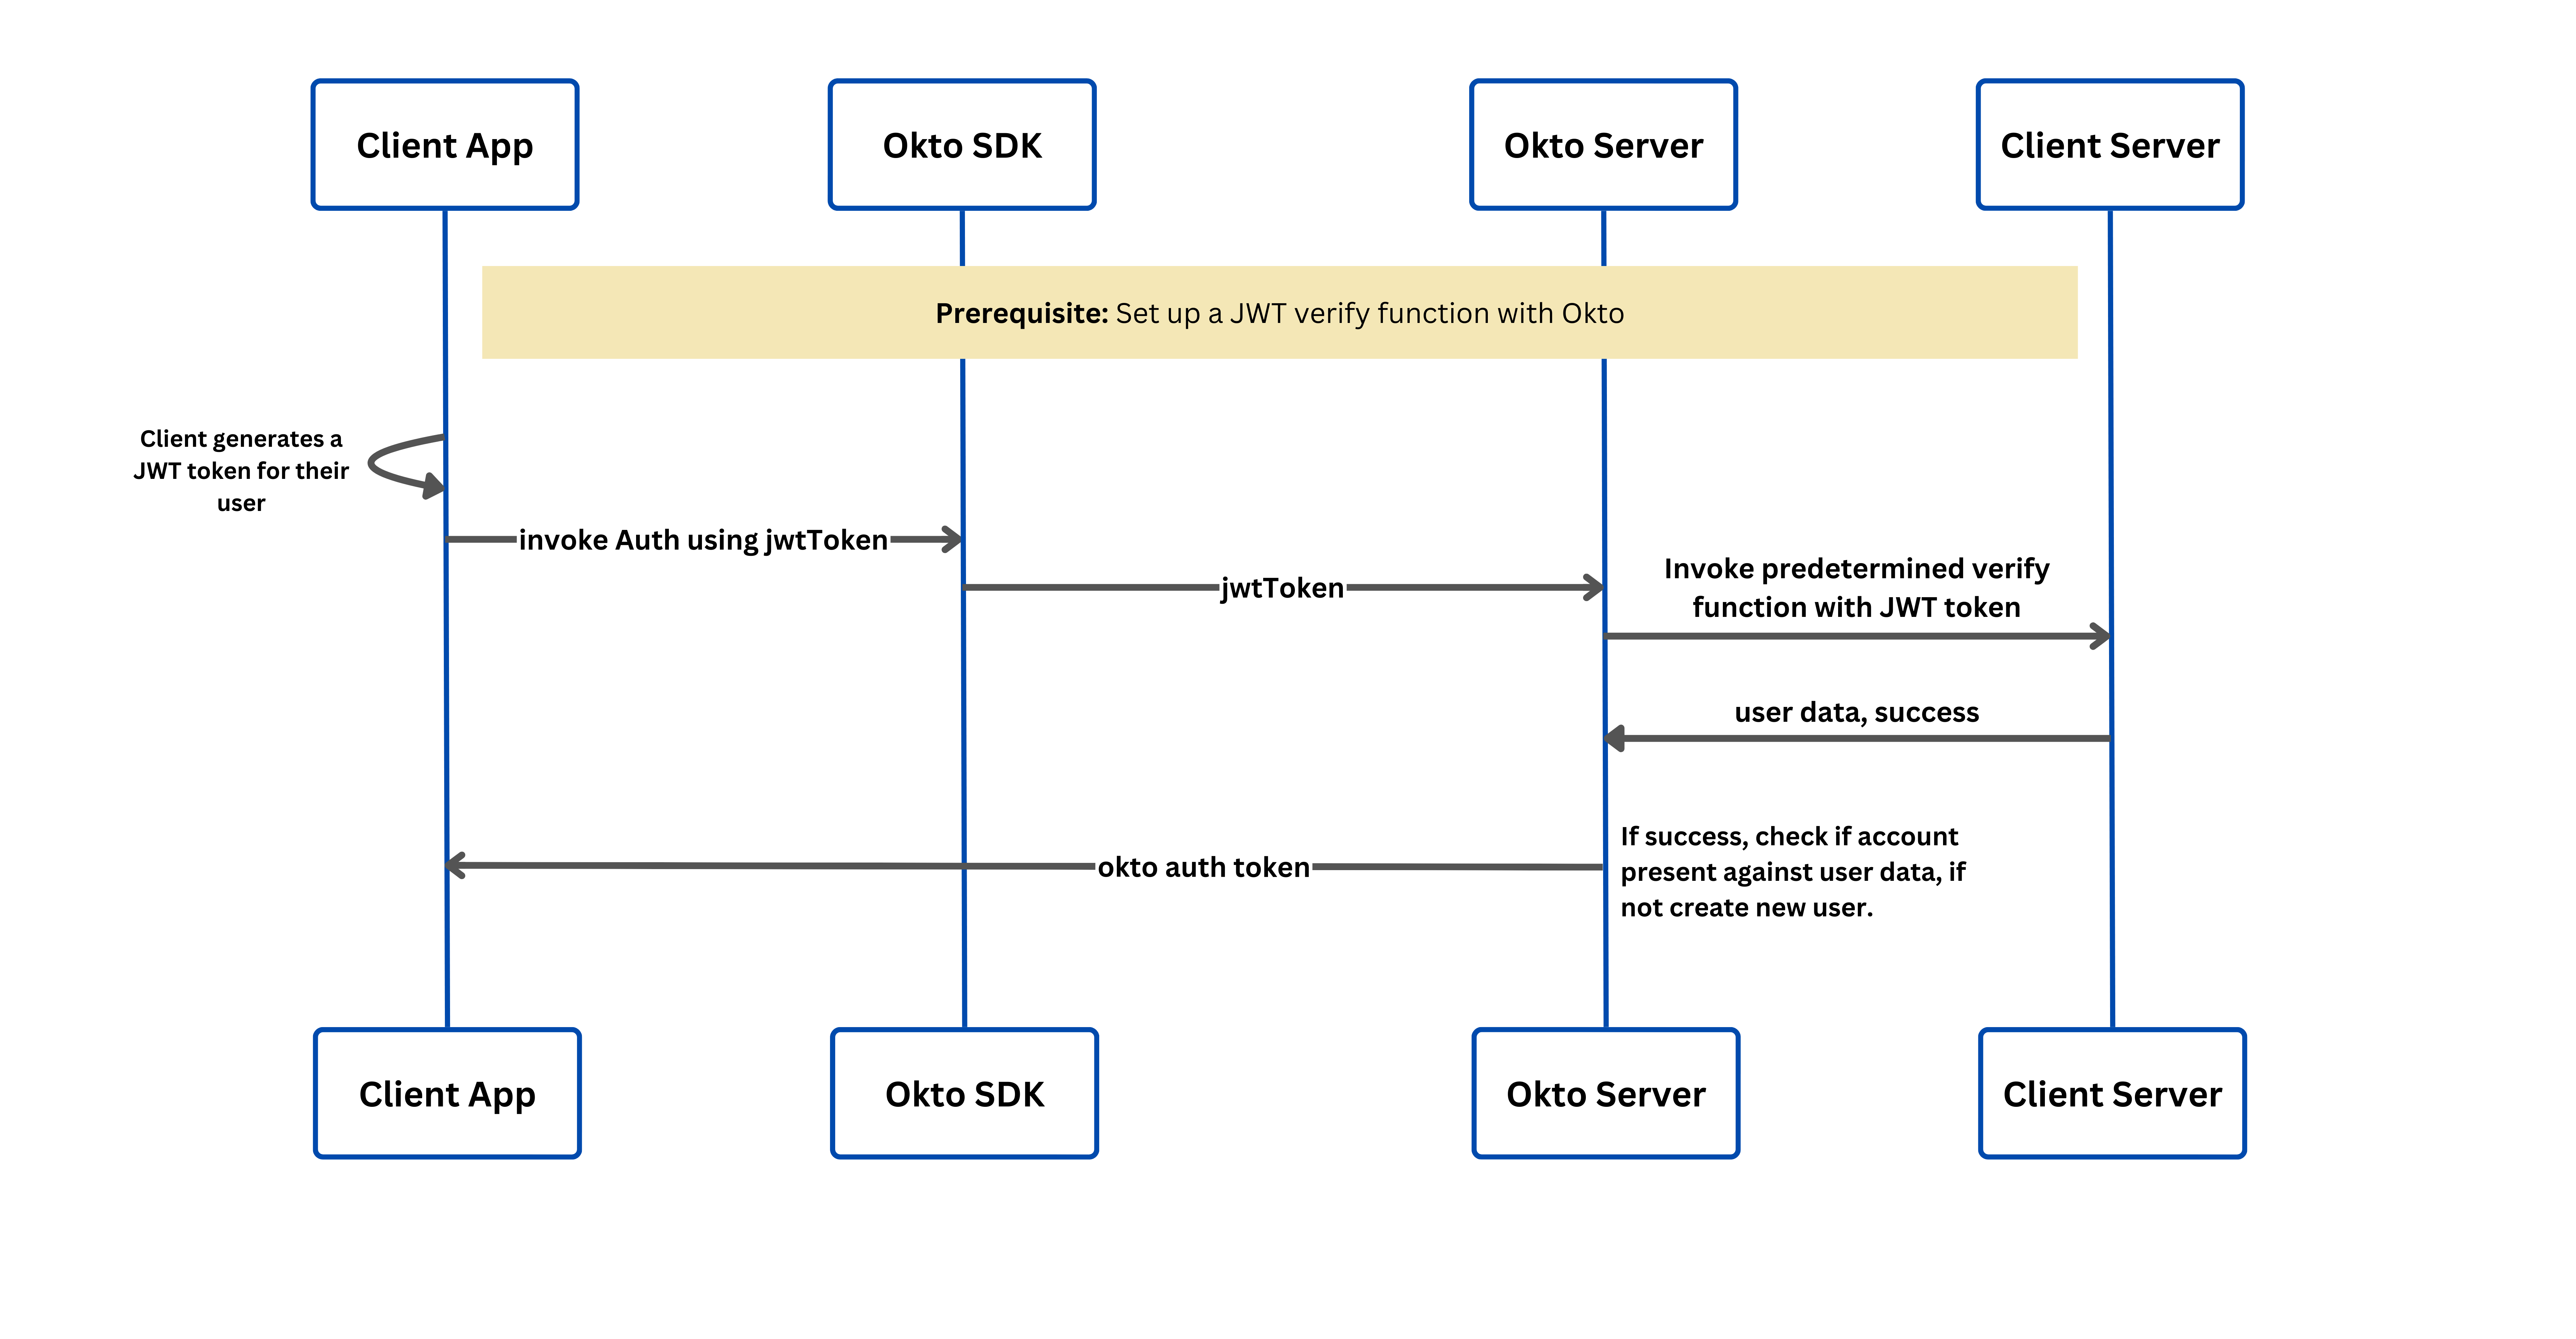 Client App
Okto SDK
Okto Server
Client Server
Prerequisite: Set up a JWT verify function with Okto
Client generates a
JWT token for their
user
invoke Auth using jwtToken
jwtToken
Invoke predetermined verify
function with JWT token
user data, success
If success, check if account
present against user data, if
not create new user.
okto auth token
Client App
Okto SDK
Okto Server
Client Server